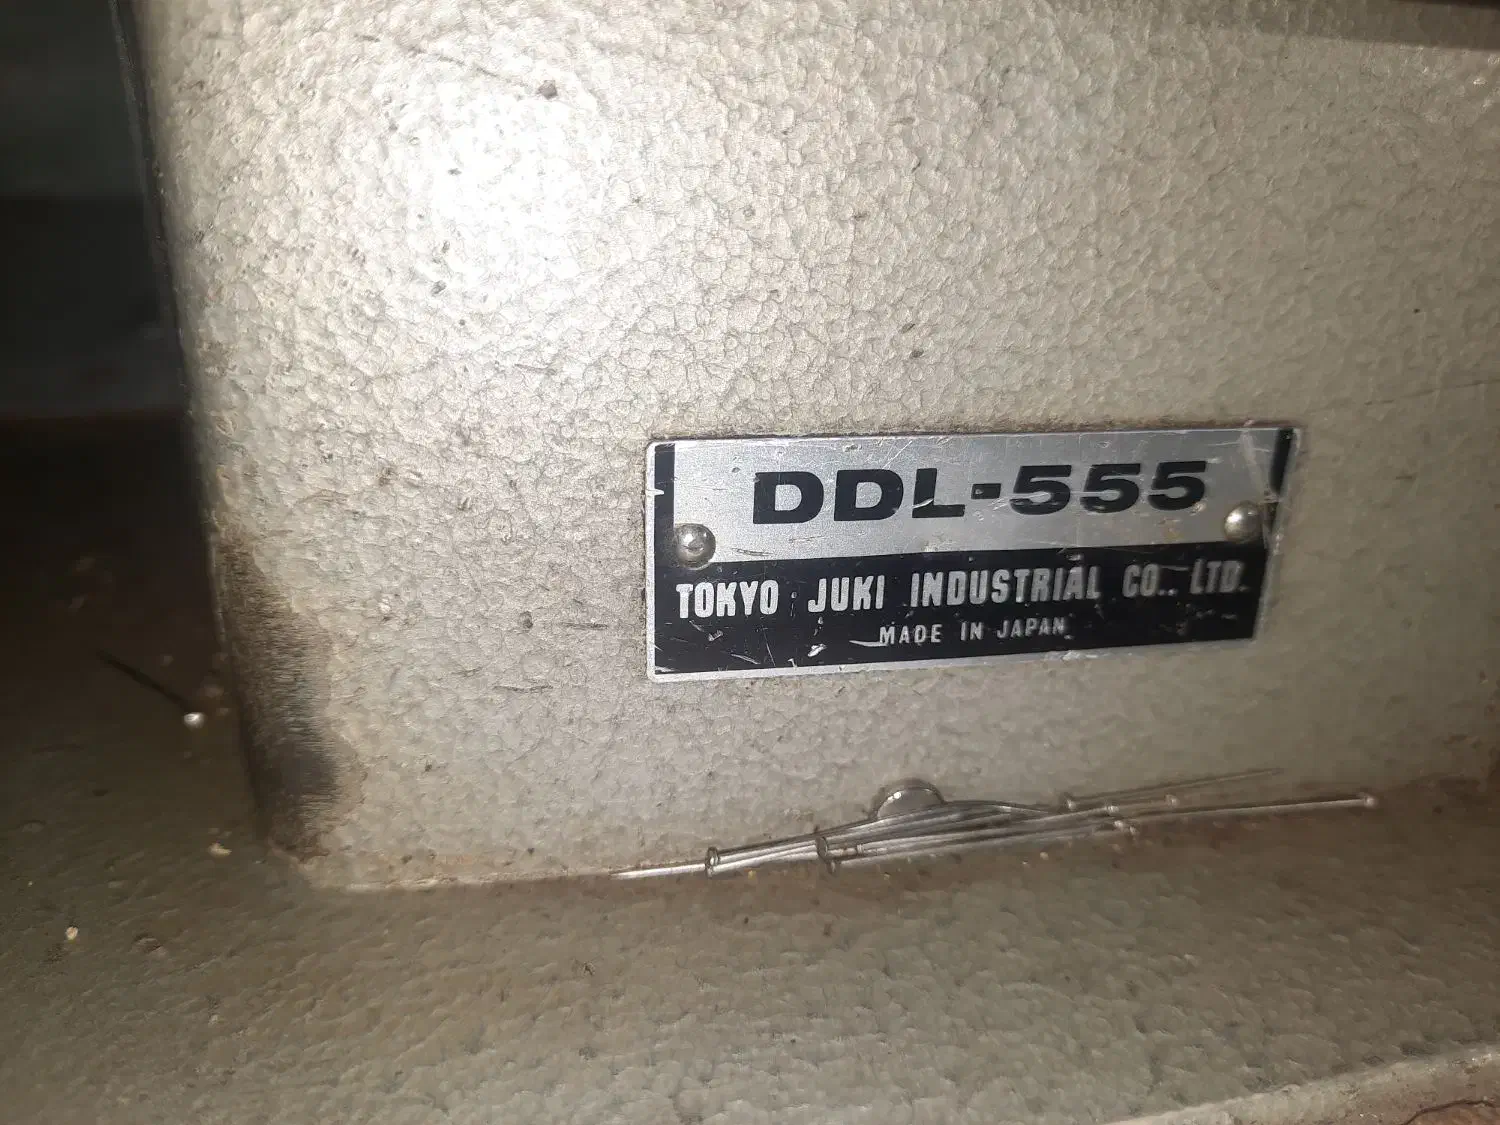 DDL-555
TOKYO JUKI INDUSTRIAL CO., LTD.
MADE IN JAPAN